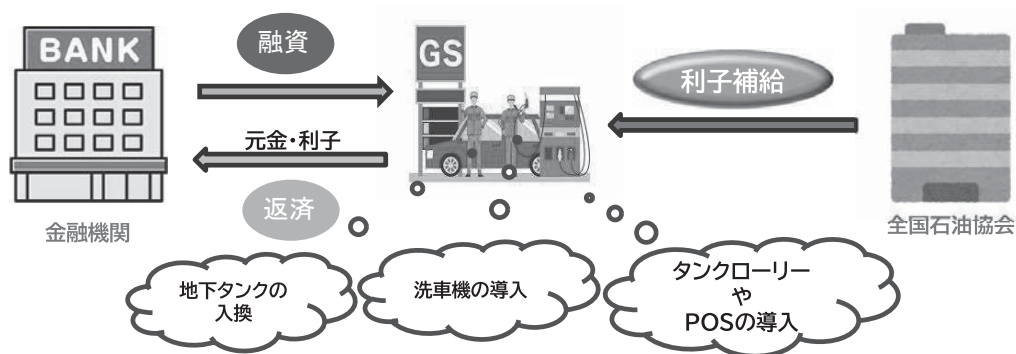 BANK
融資
GS
利子補給
元金・利子
返済
金融機関
全国石油協会
地下タンクの
入換
洗車機の導入
タンクローリー
や
POSの導入